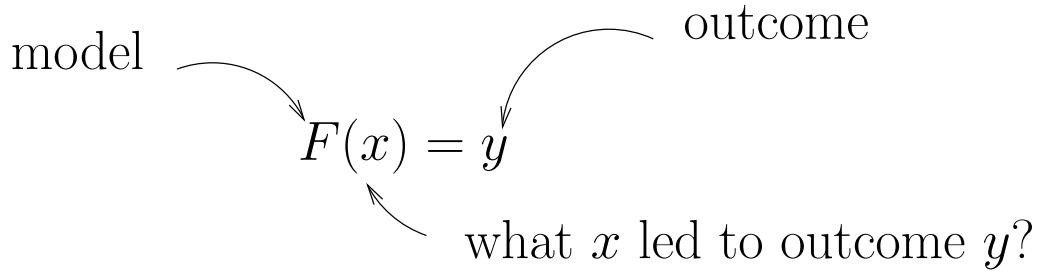 outcome
model
F(x) = y
what x led to outcome y?